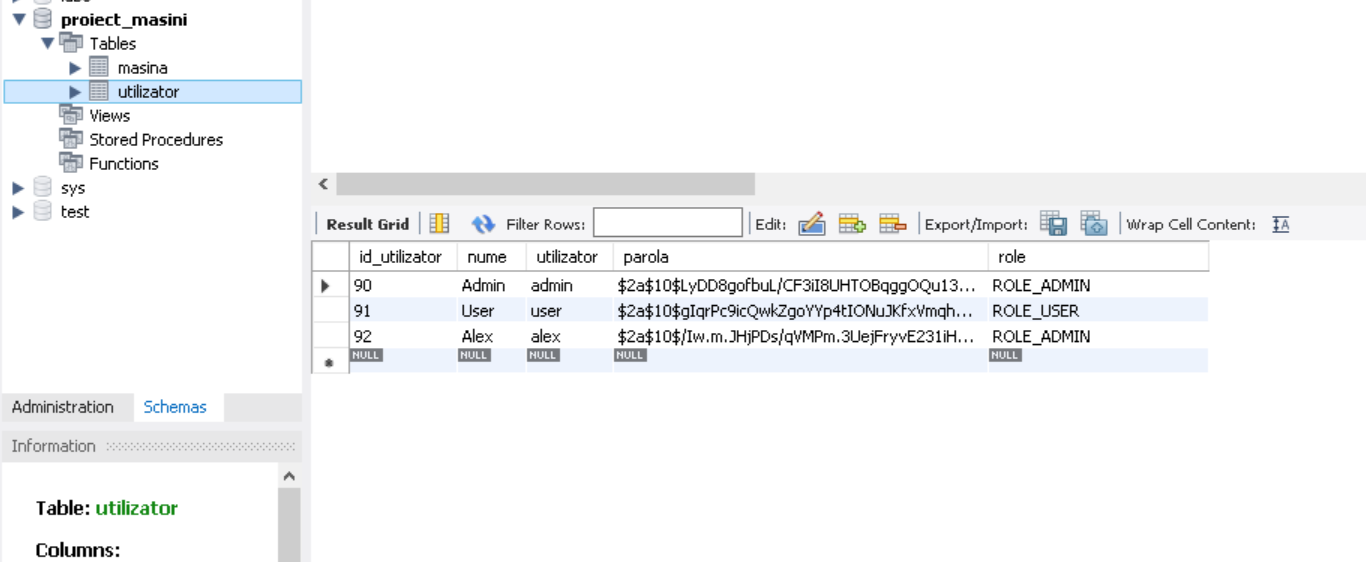 proiect_masini
Tables
masina
utilizator
Views
Stored Procedures
Functions
sys
test
Administration Schemas
Information
Table: utilizator
Columns:
Result Grid Filter Rows: Edit: Export/Import: Wrap Cell Content:
id_utilizator nume utilizator parola role
90 Admin admin $2a$10$LyDD8gofbuL/CF3iI8UHTOBqggOQu13... ROLE_ADMIN
91 User user $2a$10$gIqrPc9icQwkZgoYYp4tIONuJKfxVmqh... ROLE_USER
92 Alex alex $2a$10$/Iw.m.JHjPDs/qVMPm.3UejFryvE231iH... ROLE_ADMIN
NULL NULL NULL NULL NULL